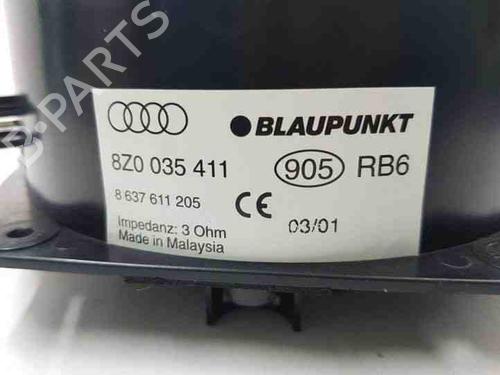 B-PARTS
BLAUPUNKT
8Z0 035 411 905 RB6
8 637 611 205 CE 03/01
Impedanz: 3 Ohm
Made in Malaysia